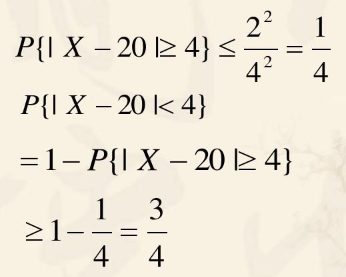 P{| X − 20 |≥ 4} ≤ 2²/4² = 1/4
P{| X − 20 |< 4}
= 1 − P{| X − 20 |≥ 4}
≥ 1 − 1/4 = 3/4